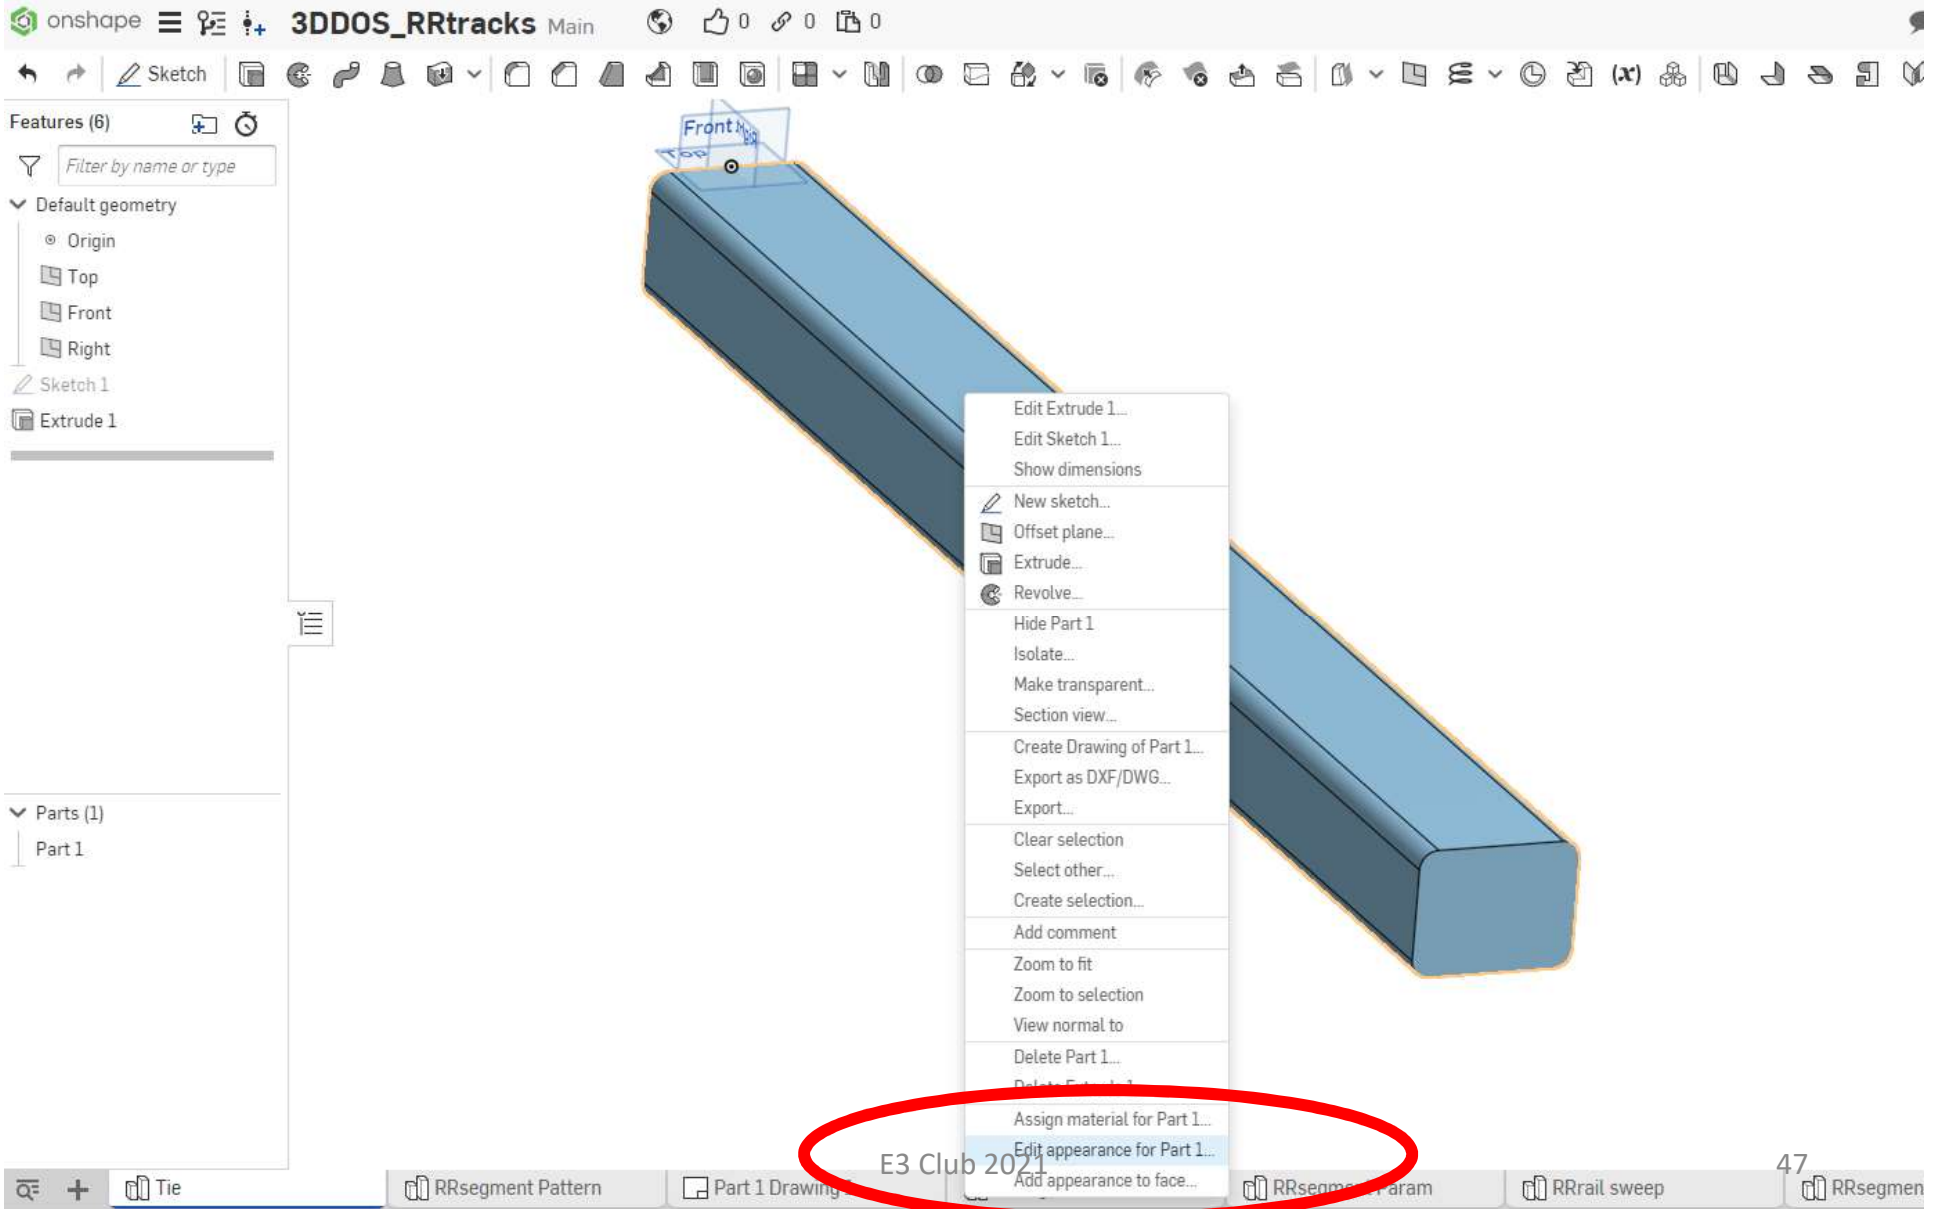 onshape 3DDOS_RRtracks Main 0 0 0
Sketch (x)
Features (6)
Filter by name or type
Default geometry
Origin
Top
Front
Right
Sketch 1
Extrude 1
Parts (1)
Part 1
Front
Top
Edit Extrude 1...
Edit Sketch 1...
Show dimensions
New sketch...
Offset plane...
Extrude...
Revolve...
Hide Part 1
Isolate...
Make transparent...
Section view...
Create Drawing of Part 1...
Export as DXF/DWG...
Export...
Clear selection
Select other...
Create selection...
Add comment
Zoom to fit
Zoom to selection
View normal to
Delete Part 1...
Assign material for Part 1...
Edit appearance for Part 1...
Add appearance to face...
E3 Club 2021
47
Tie
RRsegment Pattern
Part 1 Drawing
RRsegment Param
RRrail sweep
RRsegmen